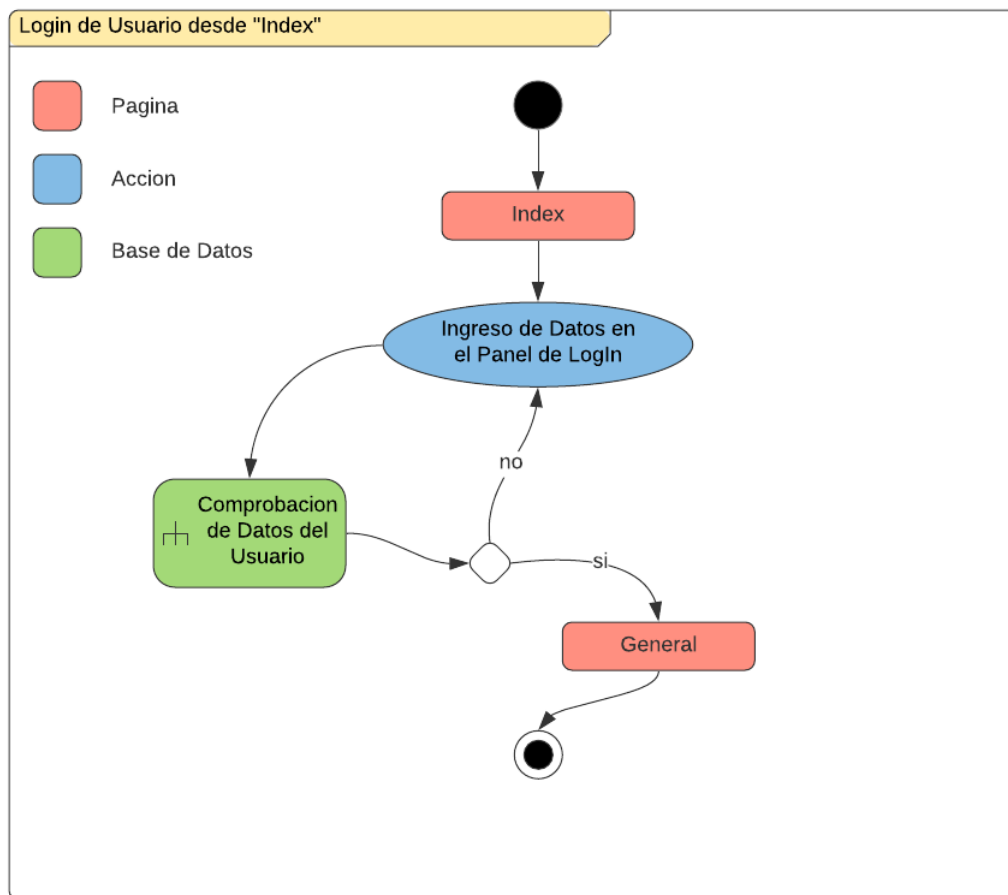 Login de Usuario desde "Index"
Pagina
Accion
Base de Datos
Index
Ingreso de Datos en
el Panel de LogIn
no
Comprobacion
de Datos del
Usuario
si
General